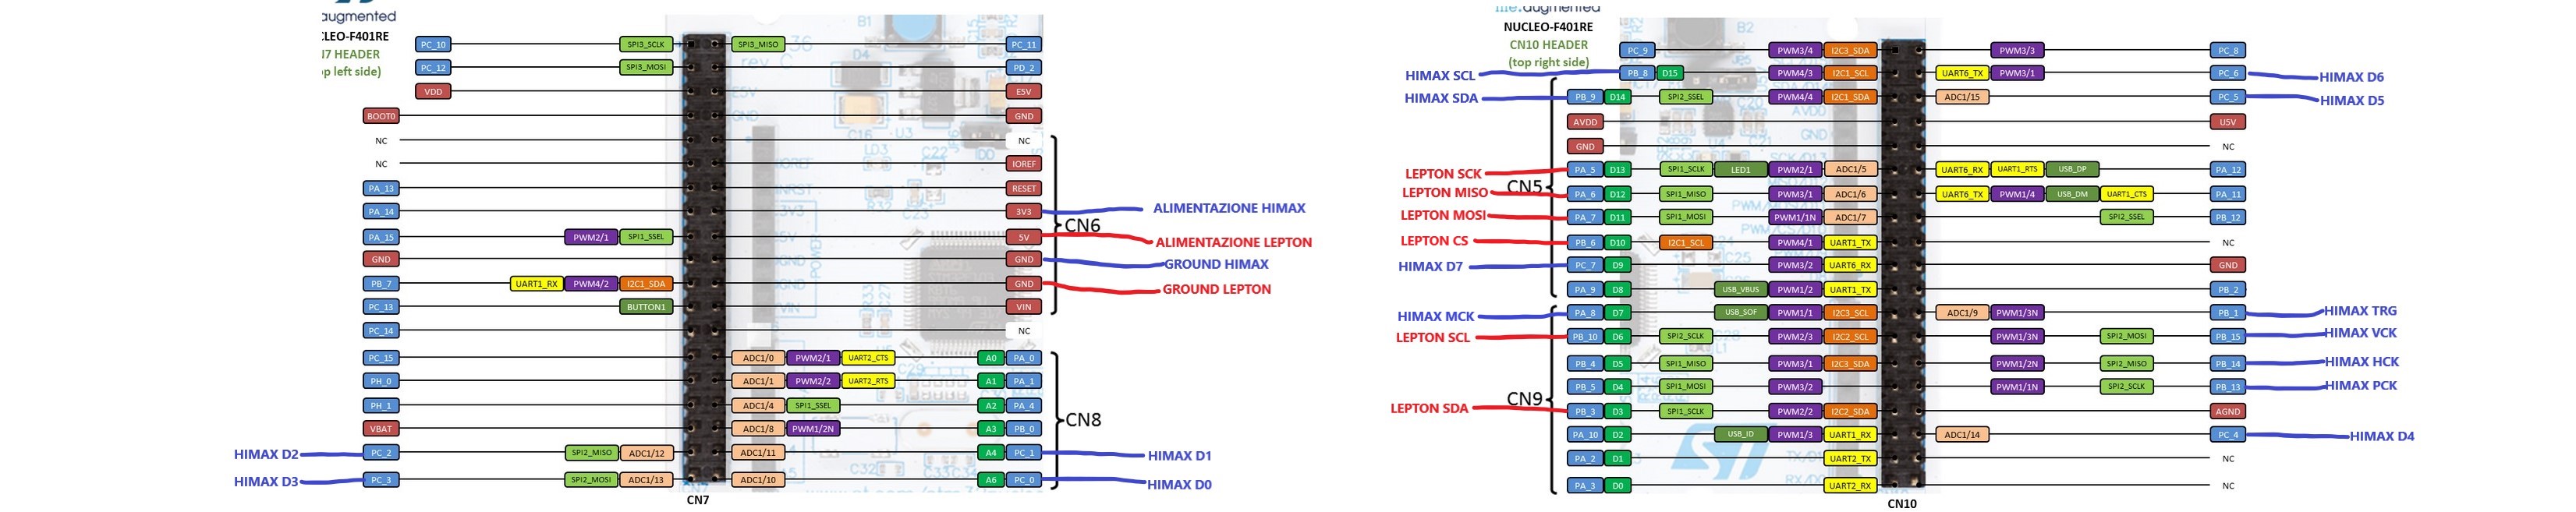 augmented
CLEO-F401RE
I7 HEADER
op left side)
PC_10 SPI3_SCLK SPI3_MISO PC_11
PC_12 SPI3_MOSI PD_2
VDD E5V
BOOT0 GND
NC NC
NC IOREF
PA_13 RESET
PA_14 3V3 ALIMENTAZIONE HIMAX
PA_15 PWM2/1 SPI1_SSEL 5V ALIMENTAZIONE LEPTON
CN6
GND GND GROUND HIMAX
PB_7 UART1_RX PWM4/2 I2C1_SDA GND GROUND LEPTON
PC_13 BUTTON1 VIN
PC_14 NC
PC_15 ADC1/0 PWM2/1 UART2_CTS A0 PA_0
PH_0 ADC1/1 PWM2/2 UART2_RTS A1 PA_1
PH_1 ADC1/4 SPI1_SSEL A2 PA_4
CN8
VBAT ADC1/8 PWM1/2N A3 PB_0
HIMAX D2 PC_2 SPI2_MISO ADC1/12 ADC1/11 A4 PC_1 HIMAX D1
HIMAX D3 PC_3 SPI2_MOSI ADC1/13 ADC1/10 A6 PC_0 HIMAX D0
CN7
life.augmented
NUCLEO-F401RE
CN10 HEADER
(top right side)
PC_9 PWM3/4 I2C3_SDA PWM3/3 PC_8
HIMAX SCL PB_8 D15 PWM4/3 I2C1_SCL UART6_TX PWM3/1 PC_6 HIMAX D6
HIMAX SDA PB_9 D14 SPI2_SSEL PWM4/4 I2C1_SDA ADC1/15 PC_5 HIMAX D5
AVDD U5V
GND NC
LEPTON SCK PA_5 D13 SPI1_SCLK LED1 PWM2/1 ADC1/5 UART6_RX UART1_RTS USB_DP PA_12
CN5
LEPTON MISO PA_6 D12 SPI1_MISO PWM3/1 ADC1/6 UART6_TX PWM1/4 USB_DM UART1_CTS PA_11
LEPTON MOSI PA_7 D11 SPI1_MOSI PWM1/1N ADC1/7 SPI2_SSEL PB_12
LEPTON CS PB_6 D10 I2C1_SCL PWM4/1 UART1_TX NC
HIMAX D7 PC_7 D9 PWM3/2 UART6_RX GND
PA_9 D8 USB_VBUS PWM1/2 UART1_TX PB_2
HIMAX MCK PA_8 D7 USB_SOF PWM1/1 I2C3_SCL ADC1/9 PWM1/3N PB_1 HIMAX TRG
LEPTON SCL PB_10 D6 SPI2_SCLK PWM2/3 I2C2_SCL PWM1/3N SPI2_MOSI PB_15 HIMAX VCK
PB_4 D5 SPI1_MISO PWM3/1 I2C3_SDA PWM1/2N SPI2_MISO PB_14 HIMAX HCK
PB_5 D4 SPI1_MOSI PWM3/2 PWM1/1N SPI2_SCLK PB_13 HIMAX PCK
CN9
LEPTON SDA PB_3 D3 SPI1_SCLK PWM2/2 I2C2_SDA AGND
PA_10 D2 USB_ID PWM1/3 UART1_RX ADC1/14 PC_4 HIMAX D4
PA_2 D1 UART2_TX NC
PA_3 D0 UART2_RX NC
CN10